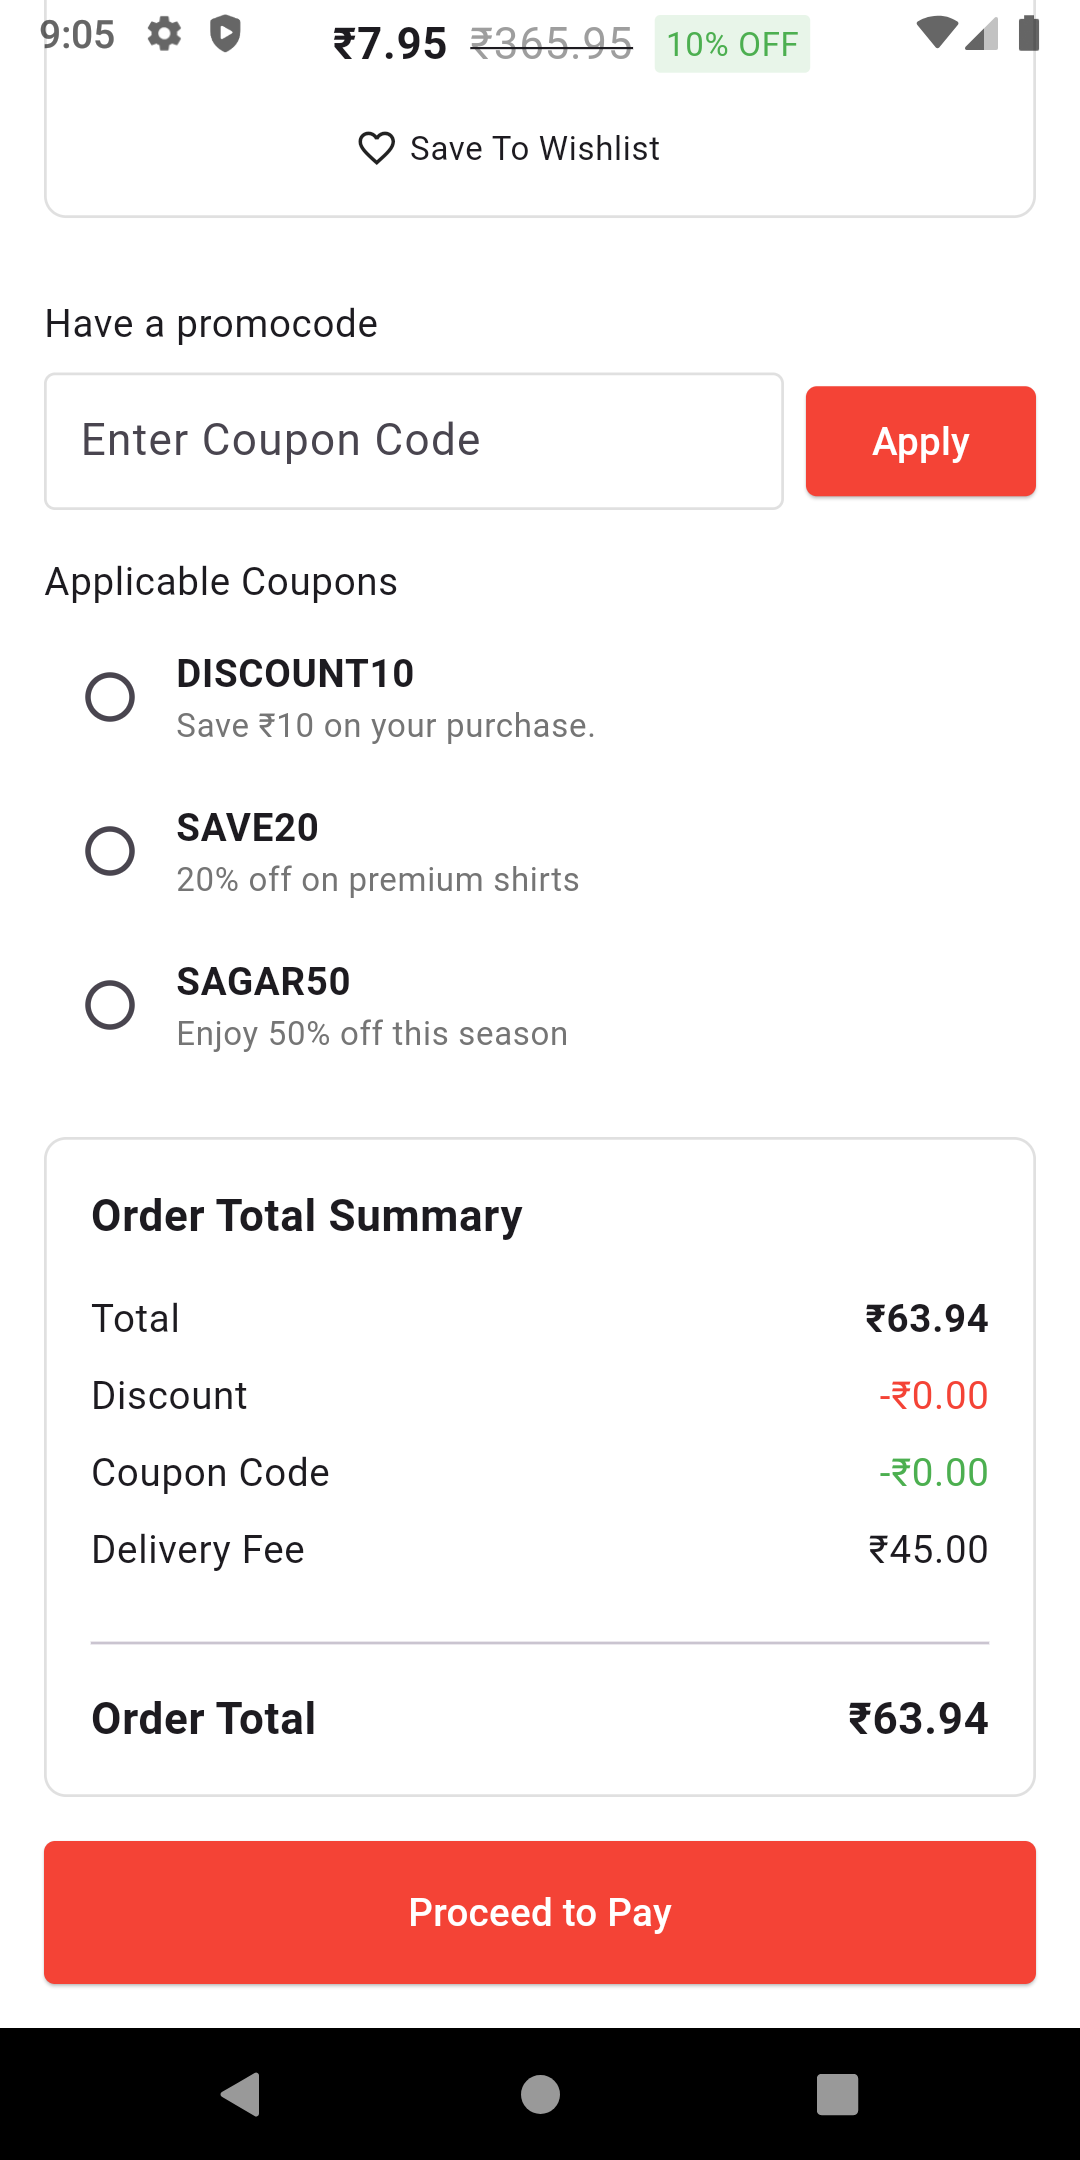 9:05
₹7.95 ₹365.95 10% OFF
Save To Wishlist
Have a promocode
Enter Coupon Code
Apply
Applicable Coupons
DISCOUNT10
Save ₹10 on your purchase.
SAVE20
20% off on premium shirts
SAGAR50
Enjoy 50% off this season
Order Total Summary
Total ₹63.94
Discount -₹0.00
Coupon Code -₹0.00
Delivery Fee ₹45.00
Order Total ₹63.94
Proceed to Pay